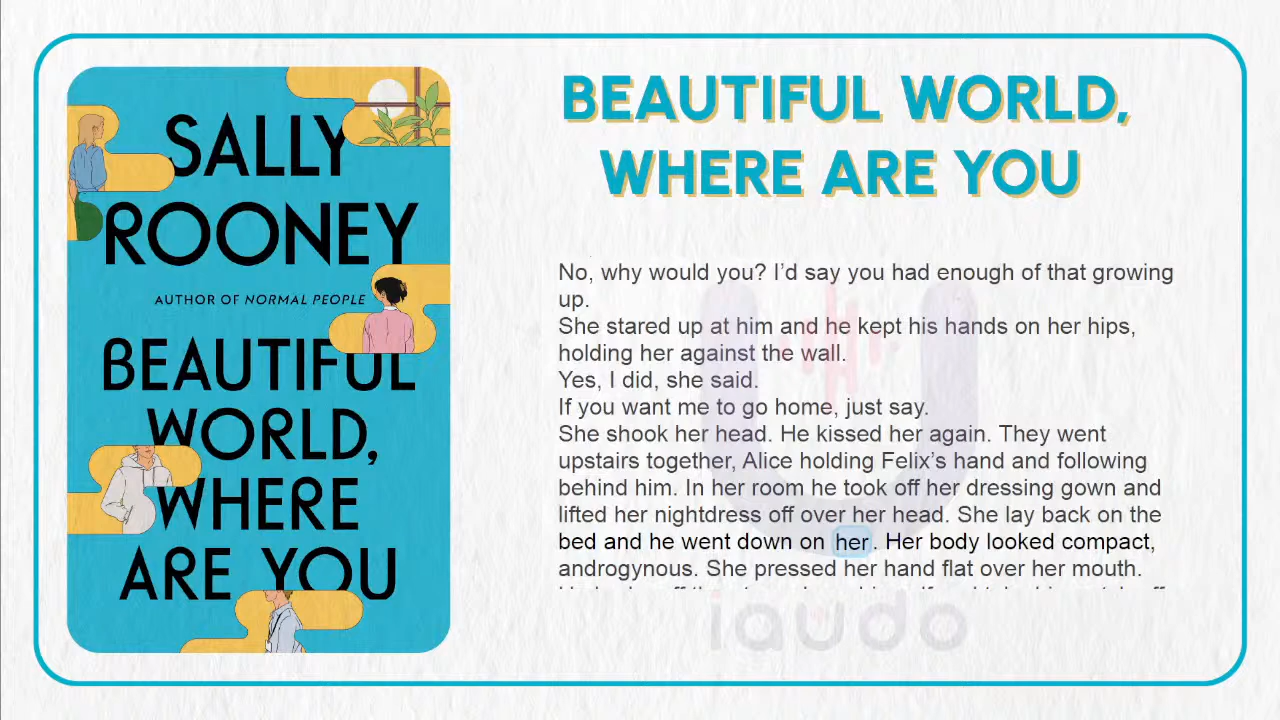 SALLY
ROONEY
AUTHOR OF NORMAL PEOPLE
BEAUTIFUL
WORLD,
WHERE
ARE YOU
BEAUTIFUL WORLD,
WHERE ARE YOU
No, why would you? I’d say you had enough of that growing
up.
She stared up at him and he kept his hands on her hips,
holding her against the wall.
Yes, I did, she said.
If you want me to go home, just say.
She shook her head. He kissed her again. They went
upstairs together, Alice holding Felix’s hand and following
behind him. In her room he took off her dressing gown and
lifted her nightdress off over her head. She lay back on the
bed and he went down on her. Her body looked compact,
androgynous. She pressed her hand flat over her mouth.
iaudo